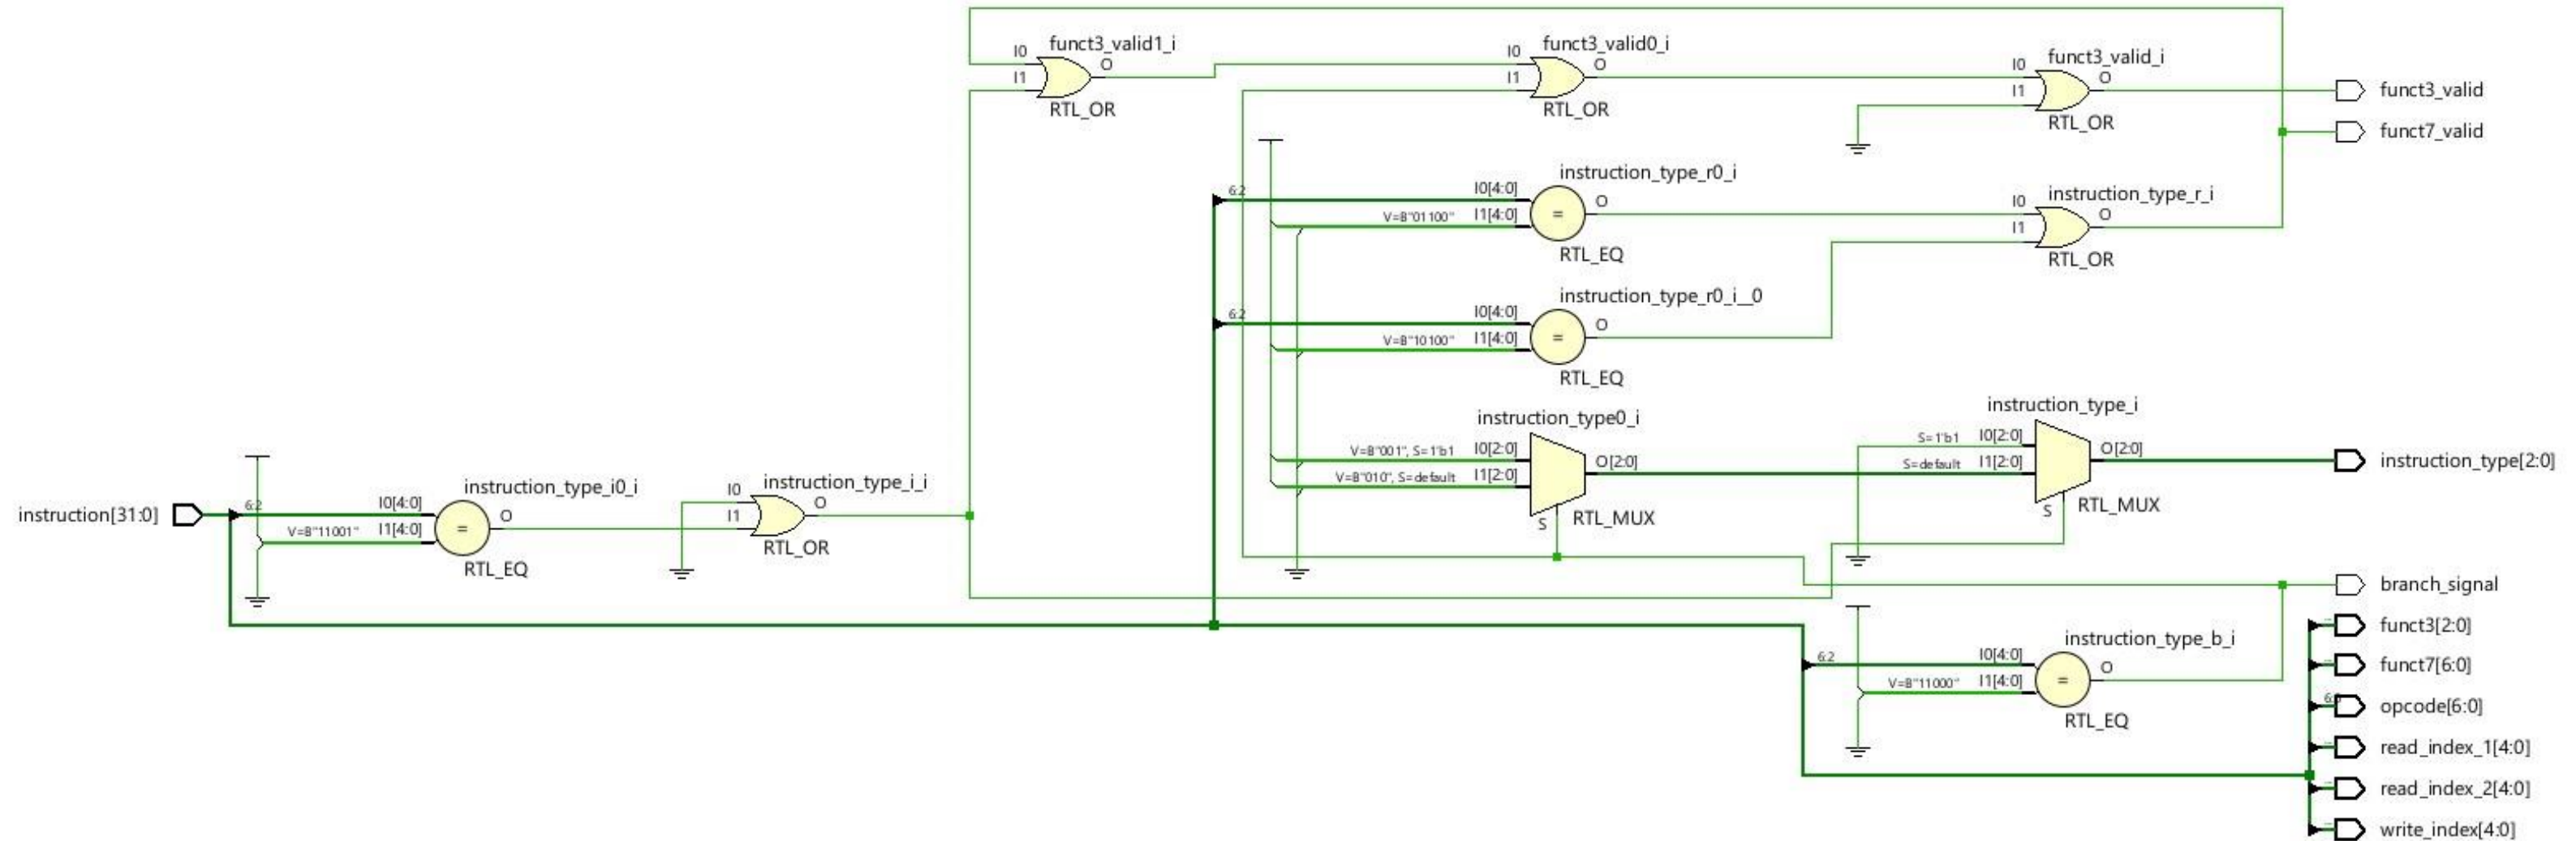 funct3_valid1_i
I0
I1
O
RTL_OR
funct3_valid0_i
I0
I1
O
RTL_OR
funct3_valid_i
I0
I1
O
RTL_OR
funct3_valid
funct7_valid
instruction_type_r0_i
6:2
I0[4:0]
V=B"01100"
I1[4:0]
O
=
RTL_EQ
instruction_type_r_i
I0
I1
O
RTL_OR
instruction_type_r0_i__0
6:2
I0[4:0]
V=B"10100"
I1[4:0]
O
=
RTL_EQ
instruction_type0_i
V=B"001", S=1'b1
I0[2:0]
V=B"010", S=default
I1[2:0]
O[2:0]
S
RTL_MUX
instruction_type_i
S=1'b1
I0[2:0]
S=default
I1[2:0]
O[2:0]
S
RTL_MUX
instruction_type[2:0]
instruction[31:0]
6:2
instruction_type_i0_i
I0[4:0]
V=B"11001"
I1[4:0]
O
=
RTL_EQ
instruction_type_i_i
I0
I1
O
RTL_OR
branch_signal
instruction_type_b_i
6:2
I0[4:0]
V=B"11000"
I1[4:0]
O
=
RTL_EQ
funct3[2:0]
funct7[6:0]
opcode[6:0]
read_index_1[4:0]
read_index_2[4:0]
write_index[4:0]